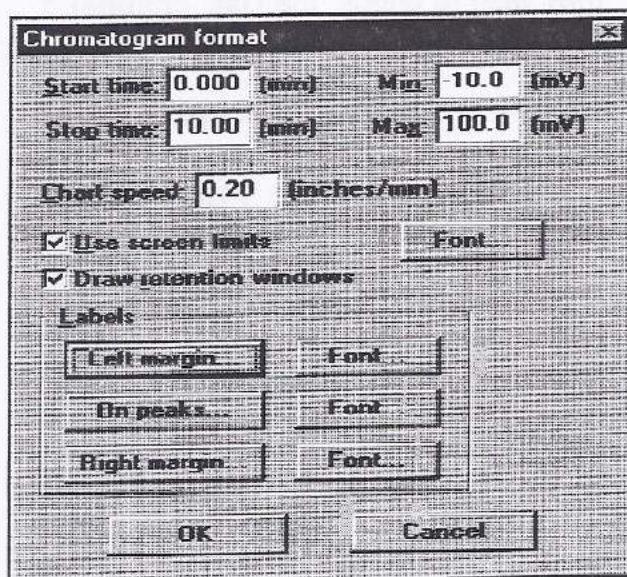 Chromatogram format
Start time: 0.000 (min) Min. -10.0 (mV)
Stop time: 10.00 (min) Max 100.0 (mV)
Chart speed: 0.20 (inches/min)
Use screen limits Font...
Draw retention windows
Labels
Left margin... Font...
On peaks... Font...
Right margin... Font...
OK Cancel